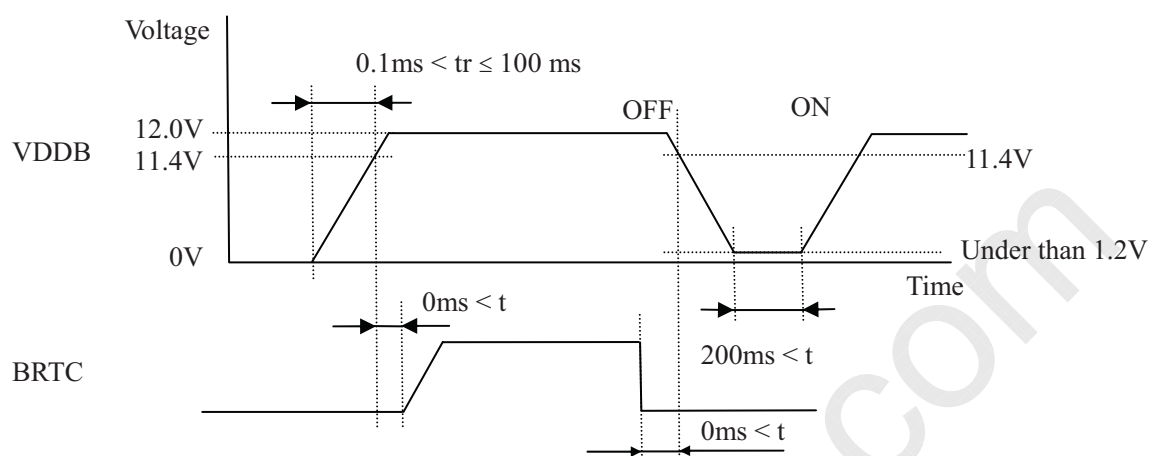 Voltage
0.1ms < tr ≤ 100 ms
OFF
ON
12.0V
VDDB
11.4V
11.4V
0V
Under than 1.2V
Time
0ms < t
200ms < t
BRTC
0ms < t
com